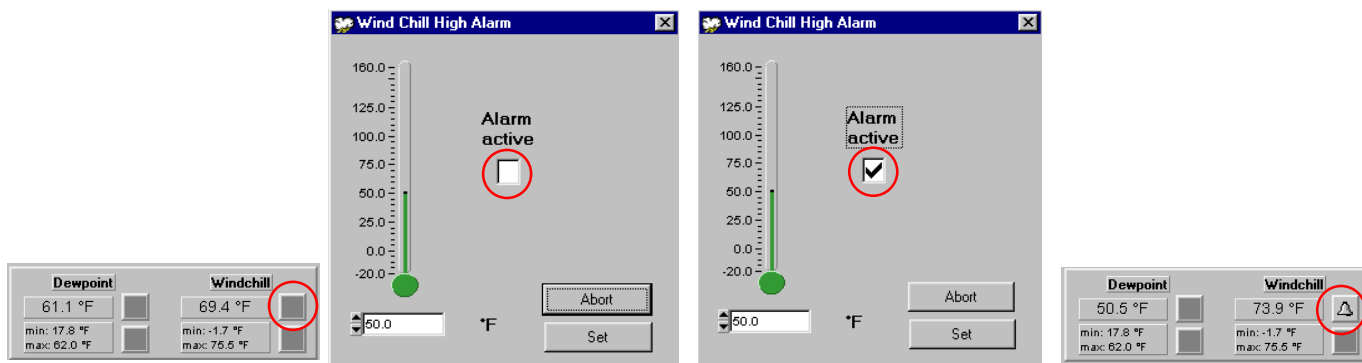 Dewpoint Windchill
61.1 °F 69.4 °F
min: 17.8 °F min: -1.7 °F
max: 62.0 °F max: 75.5 °F
Wind Chill High Alarm
160.0
125.0
100.0
75.0
50.0
25.0
0.0
-20.0
Alarm
active
Abort
50.0 °F
Set
Wind Chill High Alarm
160.0
125.0
100.0
75.0
50.0
25.0
0.0
-20.0
Alarm
active
Abort
50.0 °F
Set
Dewpoint Windchill
50.5 °F 73.9 °F
min: 17.8 °F min: -1.7 °F
max: 62.0 °F max: 75.5 °F